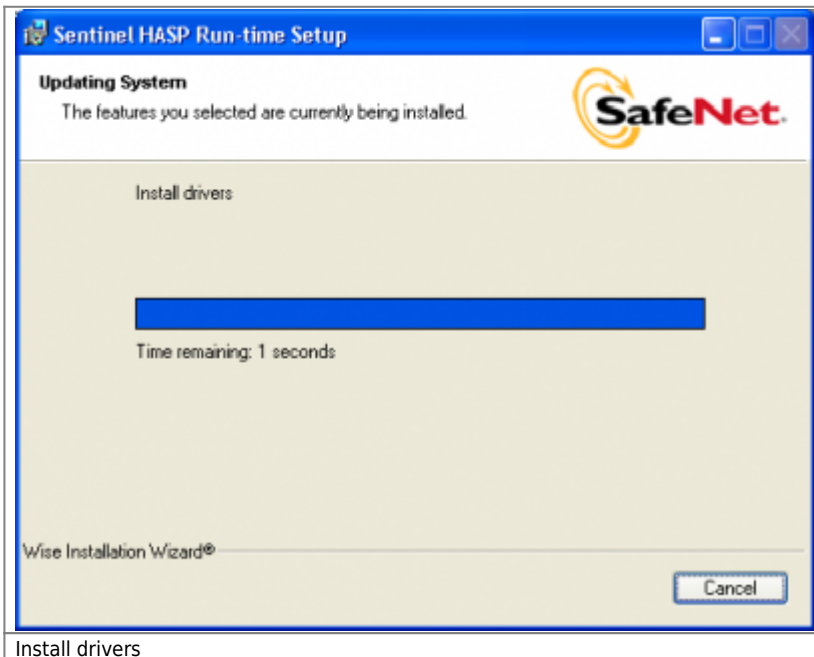 Sentinel HASP Run-time Setup
Updating System
The features you selected are currently being installed.
SafeNet.
Install drivers
Time remaining: 1 seconds
Wise Installation Wizard®
Cancel
Install drivers